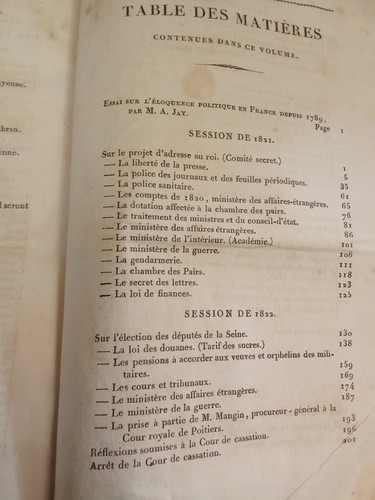 yenne.
bran.
enne.
l seront
TABLE DES MATIÈRES
CONTENUES DANS CE VOLUME.
Essai sur l'éloquence politique en France depuis 1789,
par M. A. Jay. Page 1
SESSION DE 1821.
Sur le projet d'adresse au roi. (Comité secret.) 1
— La liberté de la presse. 5
— La police des journaux et des feuilles périodiques. 35
— La police sanitaire. 61
— Les comptes de 1820, ministère des affaires-étrangères. 65
— La dotation affectée à la chambre des pairs. 76
— Le traitement des ministres et du conseil-d'état. 81
— Le ministère des affaires étrangères. 86
— Le ministère de l'intérieur. (Académie.) 101
— Le ministère de la guerre. 106
— La gendarmerie. 111
— La chambre des Pairs. 118
— Le secret des lettres. 123
— La loi de finances. 125
SESSION DE 1822.
Sur l'élection des députés de la Seine. 130
— La loi des douanes. (Tarif des sucres.) 138
— Les pensions à accorder aux veuves et orphelins des mili-
taires. 159
— Les cours et tribunaux. 169
— Le ministère des affaires étrangères. 174
— Le ministère de la guerre. 187
— La prise à partie de M. Mangin, procureur-général à la
Cour royale de Poitiers. 193
Réflexions soumises à la Cour de cassation. 196
Arrêt de la Cour de cassation. 201